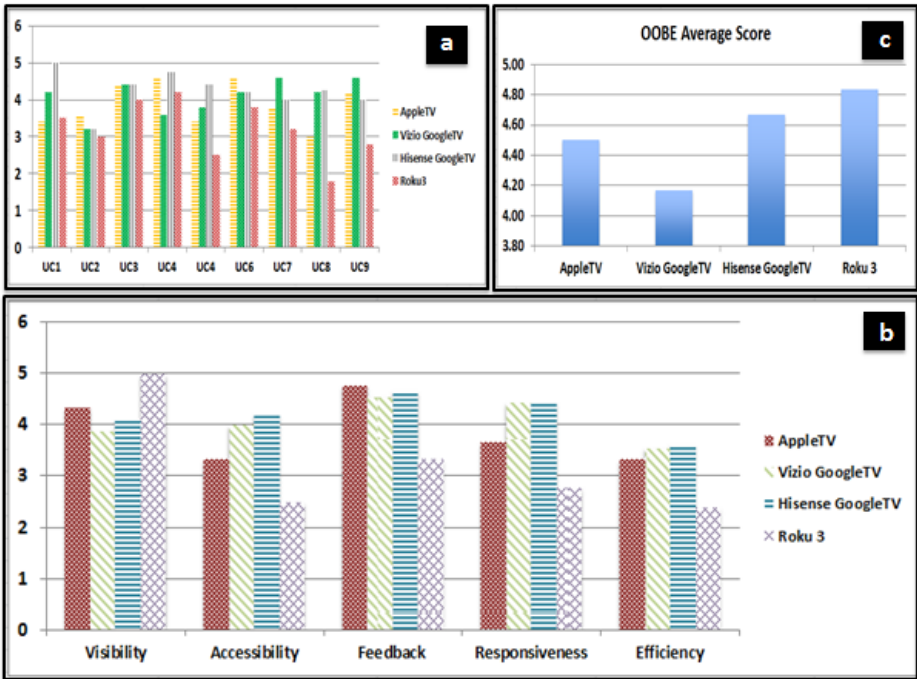 a
6
5
4
3
2
1
0
UC1 UC2 UC3 UC4 UC4 UC6 UC7 UC8 UC9
AppleTV
Vizio GoogleTV
Hisense GoogleTV
Roku3
c
OOBE Average Score
5.00
4.80
4.60
4.40
4.20
4.00
3.80
AppleTV Vizio GoogleTV Hisense GoogleTV Roku 3
b
6
5
4
3
2
1
0
Visibility Accessibility Feedback Responsiveness Efficiency
AppleTV
Vizio GoogleTV
Hisense GoogleTV
Roku 3